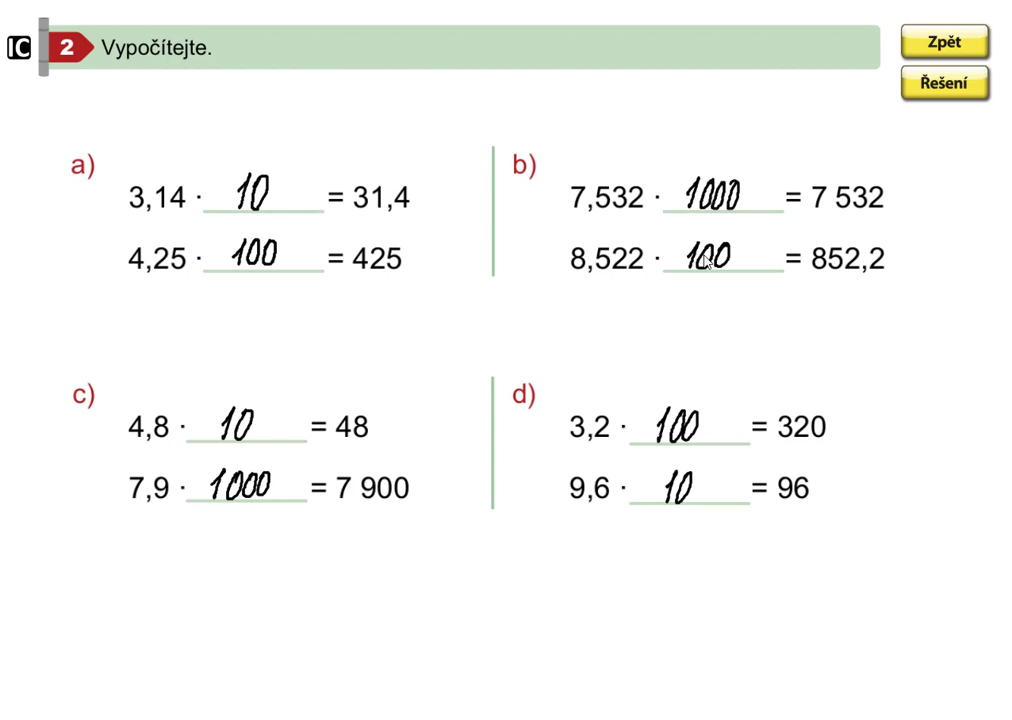 IC 2 Vypočítejte. Zpět
Řešení
a)
3,14 · 10 = 31,4
4,25 · 100 = 425
b)
7,532 · 1000 = 7 532
8,522 · 100 = 852,2
c)
4,8 · 10 = 48
7,9 · 1000 = 7 900
d)
3,2 · 100 = 320
9,6 · 10 = 96